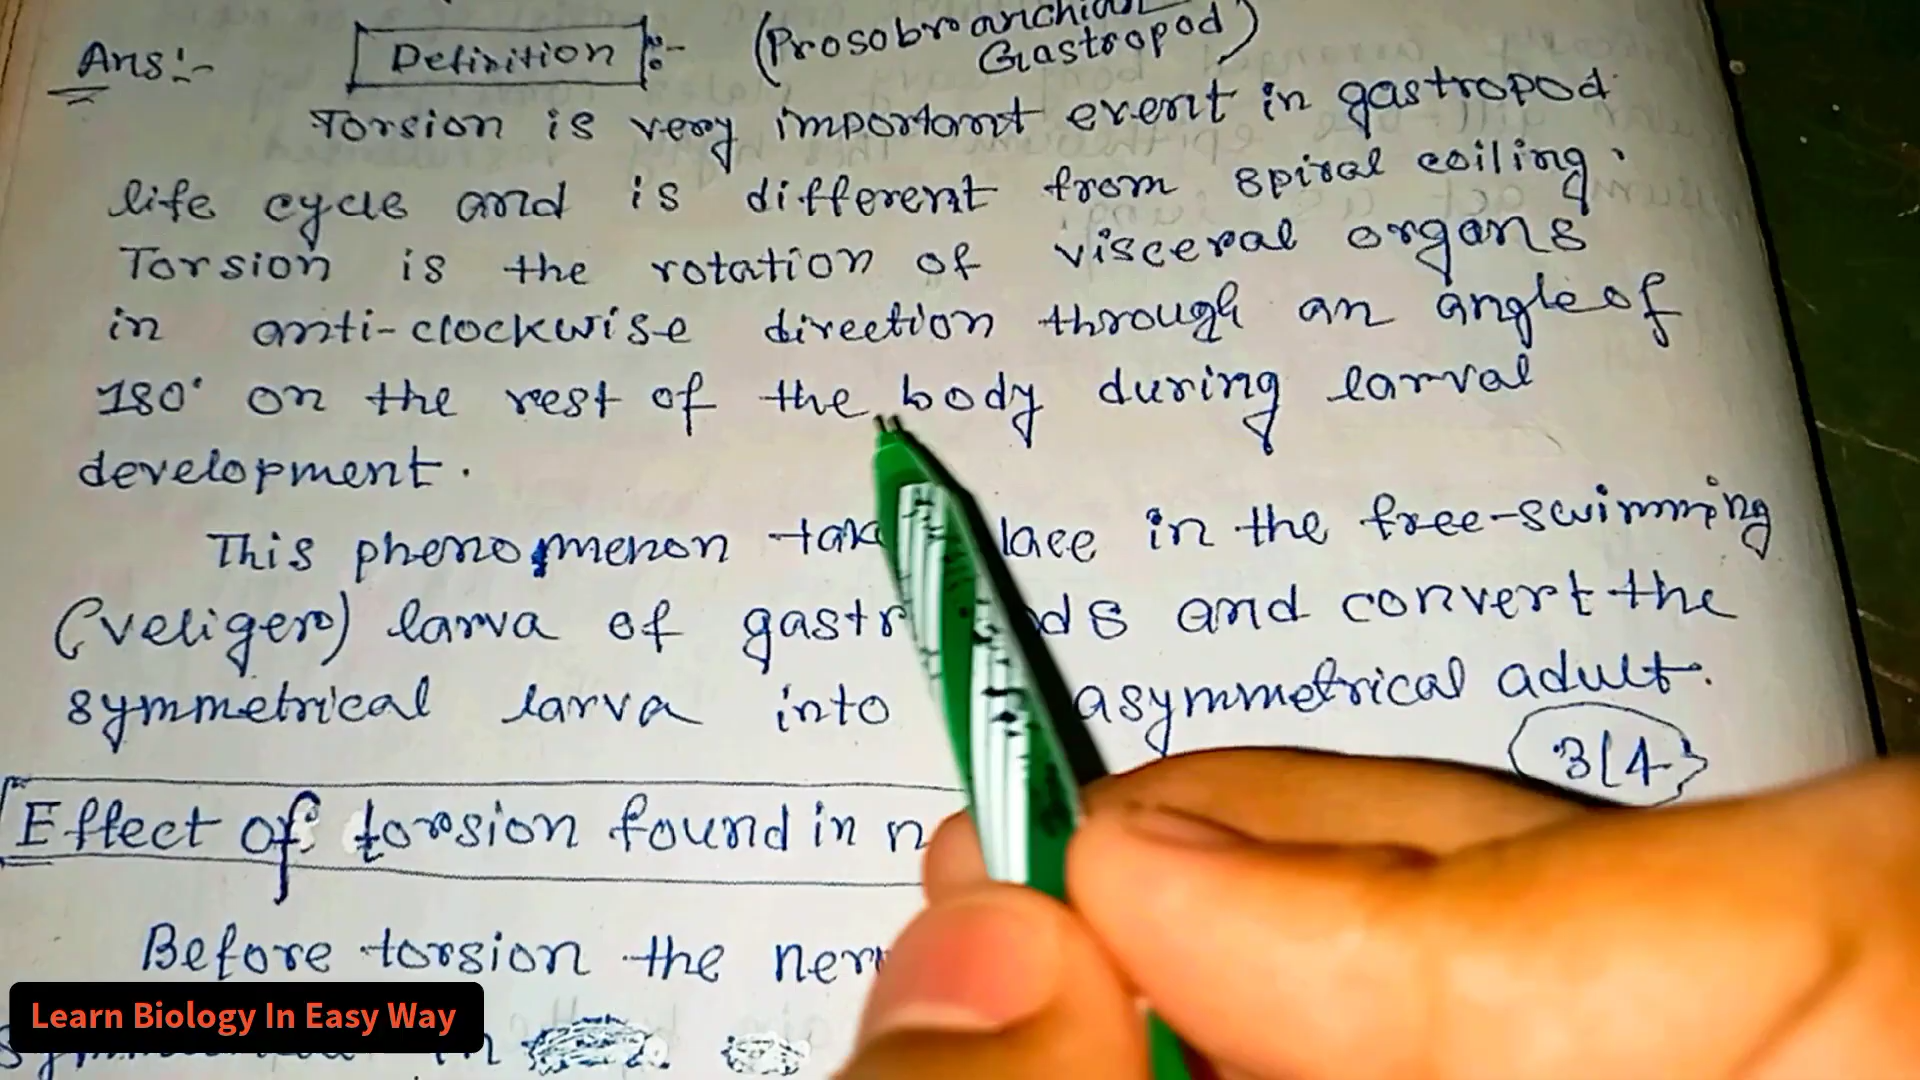 Ans:-
Definition :- (Prosobroanchian
Gastropod)
Torsion is very important event in gastropod
life cycle and is different from spiral coiling.
Torsion is the rotation of visceral organs
in anti-clockwise direction through an angle of
180° on the rest of the body during larval
development.
This phenomenon lace in the free-swimming
(veliger) larva of and convert the
symmetrical larva into asymmetrical adult.
3(4)
Effect of torsion found in
Before torsion the
in
Learn Biology In Easy Way